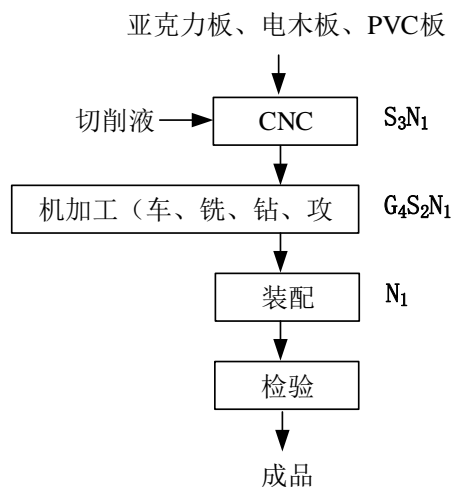 亚克力板、电木板、PVC板
切削液
CNC
S₃N₁
机加工（车、铣、钻、攻
G₄S₂N₁
装配
N₁
检验
成品